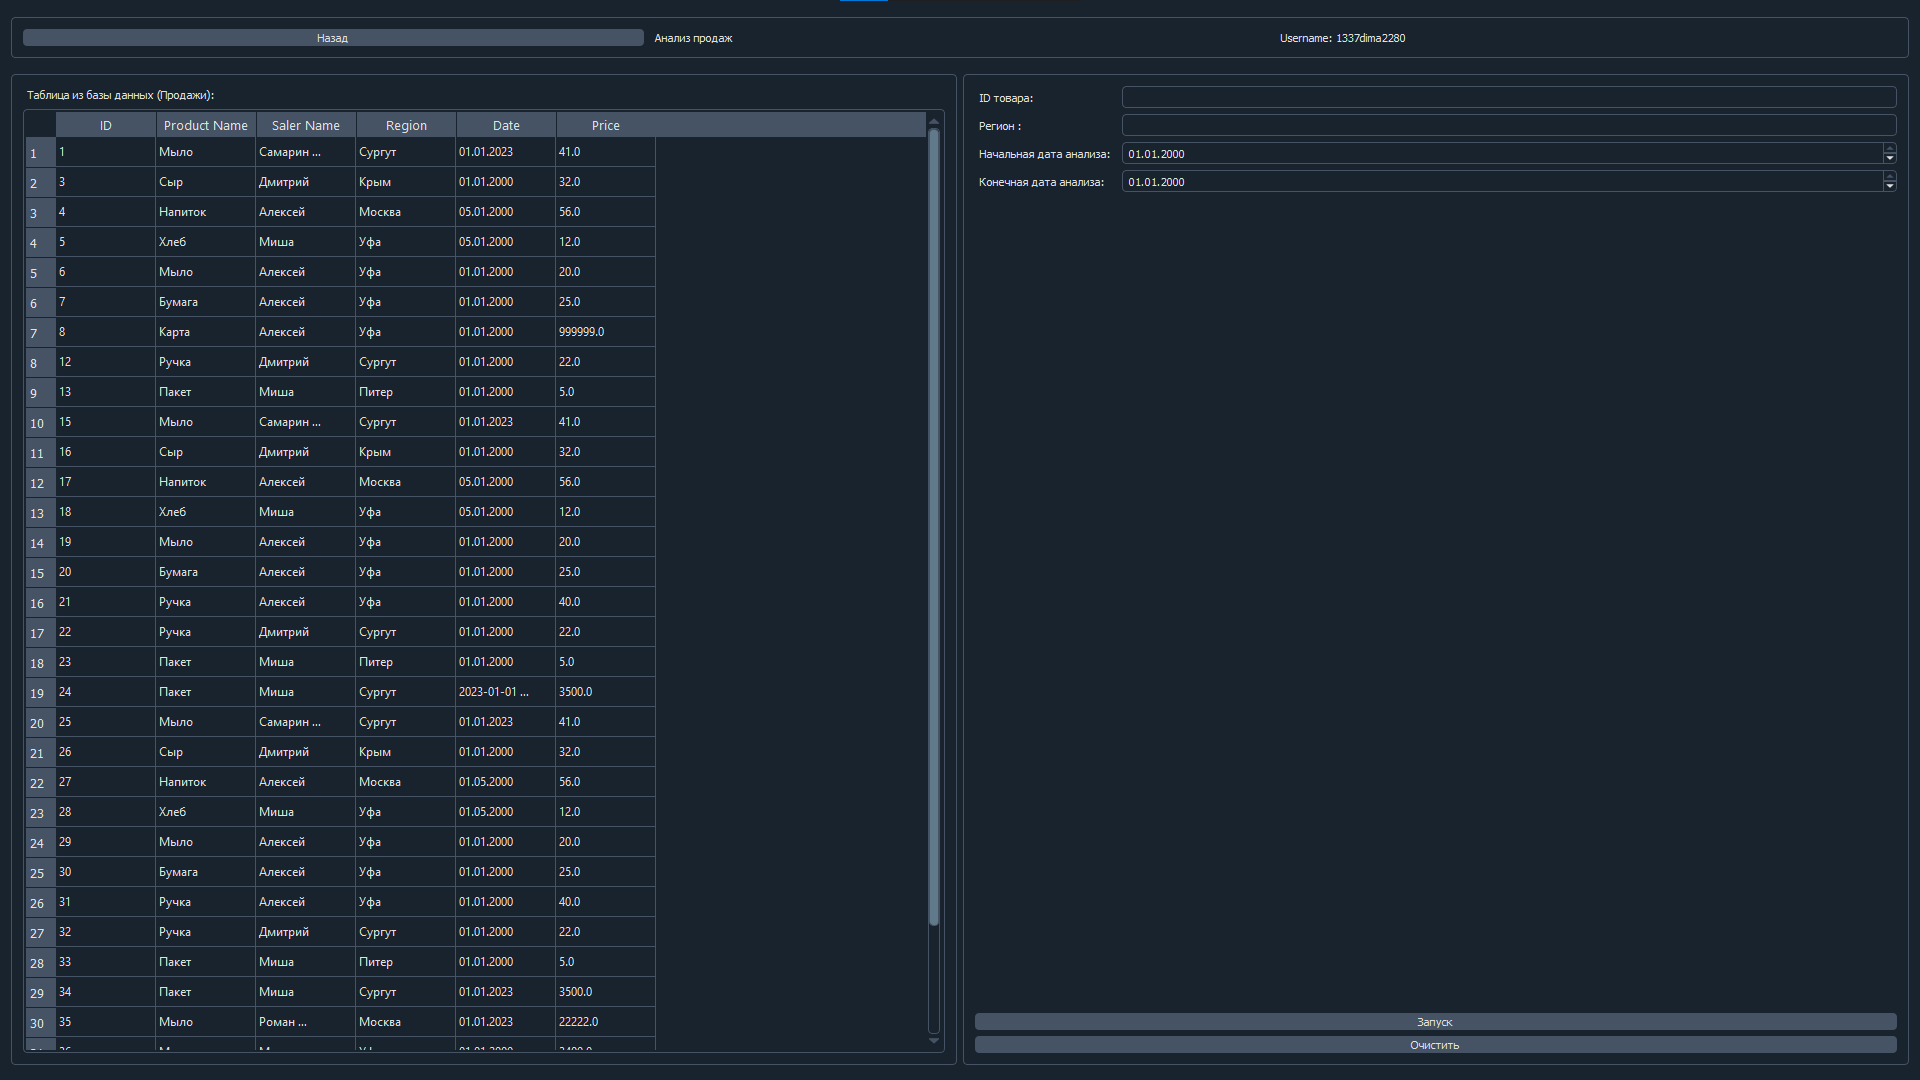 Назад Анализ продаж Username: 1337dima2280
Таблица из базы данных (Продажи):
ID Product Name Saler Name Region Date Price
1 1 Мыло Самарин ... Сургут 01.01.2023 41.0
2 3 Сыр Дмитрий Крым 01.01.2000 32.0
3 4 Напиток Алексей Москва 05.01.2000 56.0
4 5 Хлеб Миша Уфа 05.01.2000 12.0
5 6 Мыло Алексей Уфа 01.01.2000 20.0
6 7 Бумага Алексей Уфа 01.01.2000 25.0
7 8 Карта Алексей Уфа 01.01.2000 999999.0
8 12 Ручка Дмитрий Сургут 01.01.2000 22.0
9 13 Пакет Миша Питер 01.01.2000 5.0
10 15 Мыло Самарин ... Сургут 01.01.2023 41.0
11 16 Сыр Дмитрий Крым 01.01.2000 32.0
12 17 Напиток Алексей Москва 05.01.2000 56.0
13 18 Хлеб Миша Уфа 05.01.2000 12.0
14 19 Мыло Алексей Уфа 01.01.2000 20.0
15 20 Бумага Алексей Уфа 01.01.2000 25.0
16 21 Ручка Алексей Уфа 01.01.2000 40.0
17 22 Ручка Дмитрий Сургут 01.01.2000 22.0
18 23 Пакет Миша Питер 01.01.2000 5.0
19 24 Пакет Миша Сургут 2023-01-01 ... 3500.0
20 25 Мыло Самарин ... Сургут 01.01.2023 41.0
21 26 Сыр Дмитрий Крым 01.01.2000 32.0
22 27 Напиток Алексей Москва 01.05.2000 56.0
23 28 Хлеб Миша Уфа 01.05.2000 12.0
24 29 Мыло Алексей Уфа 01.01.2000 20.0
25 30 Бумага Алексей Уфа 01.01.2000 25.0
26 31 Ручка Алексей Уфа 01.01.2000 40.0
27 32 Ручка Дмитрий Сургут 01.01.2000 22.0
28 33 Пакет Миша Питер 01.01.2000 5.0
29 34 Пакет Миша Сургут 01.01.2023 3500.0
30 35 Мыло Роман ... Москва 01.01.2023 22222.0
ID товара:
Регион :
Начальная дата анализа: 01.01.2000
Конечная дата анализа: 01.01.2000
Запуск
Очистить